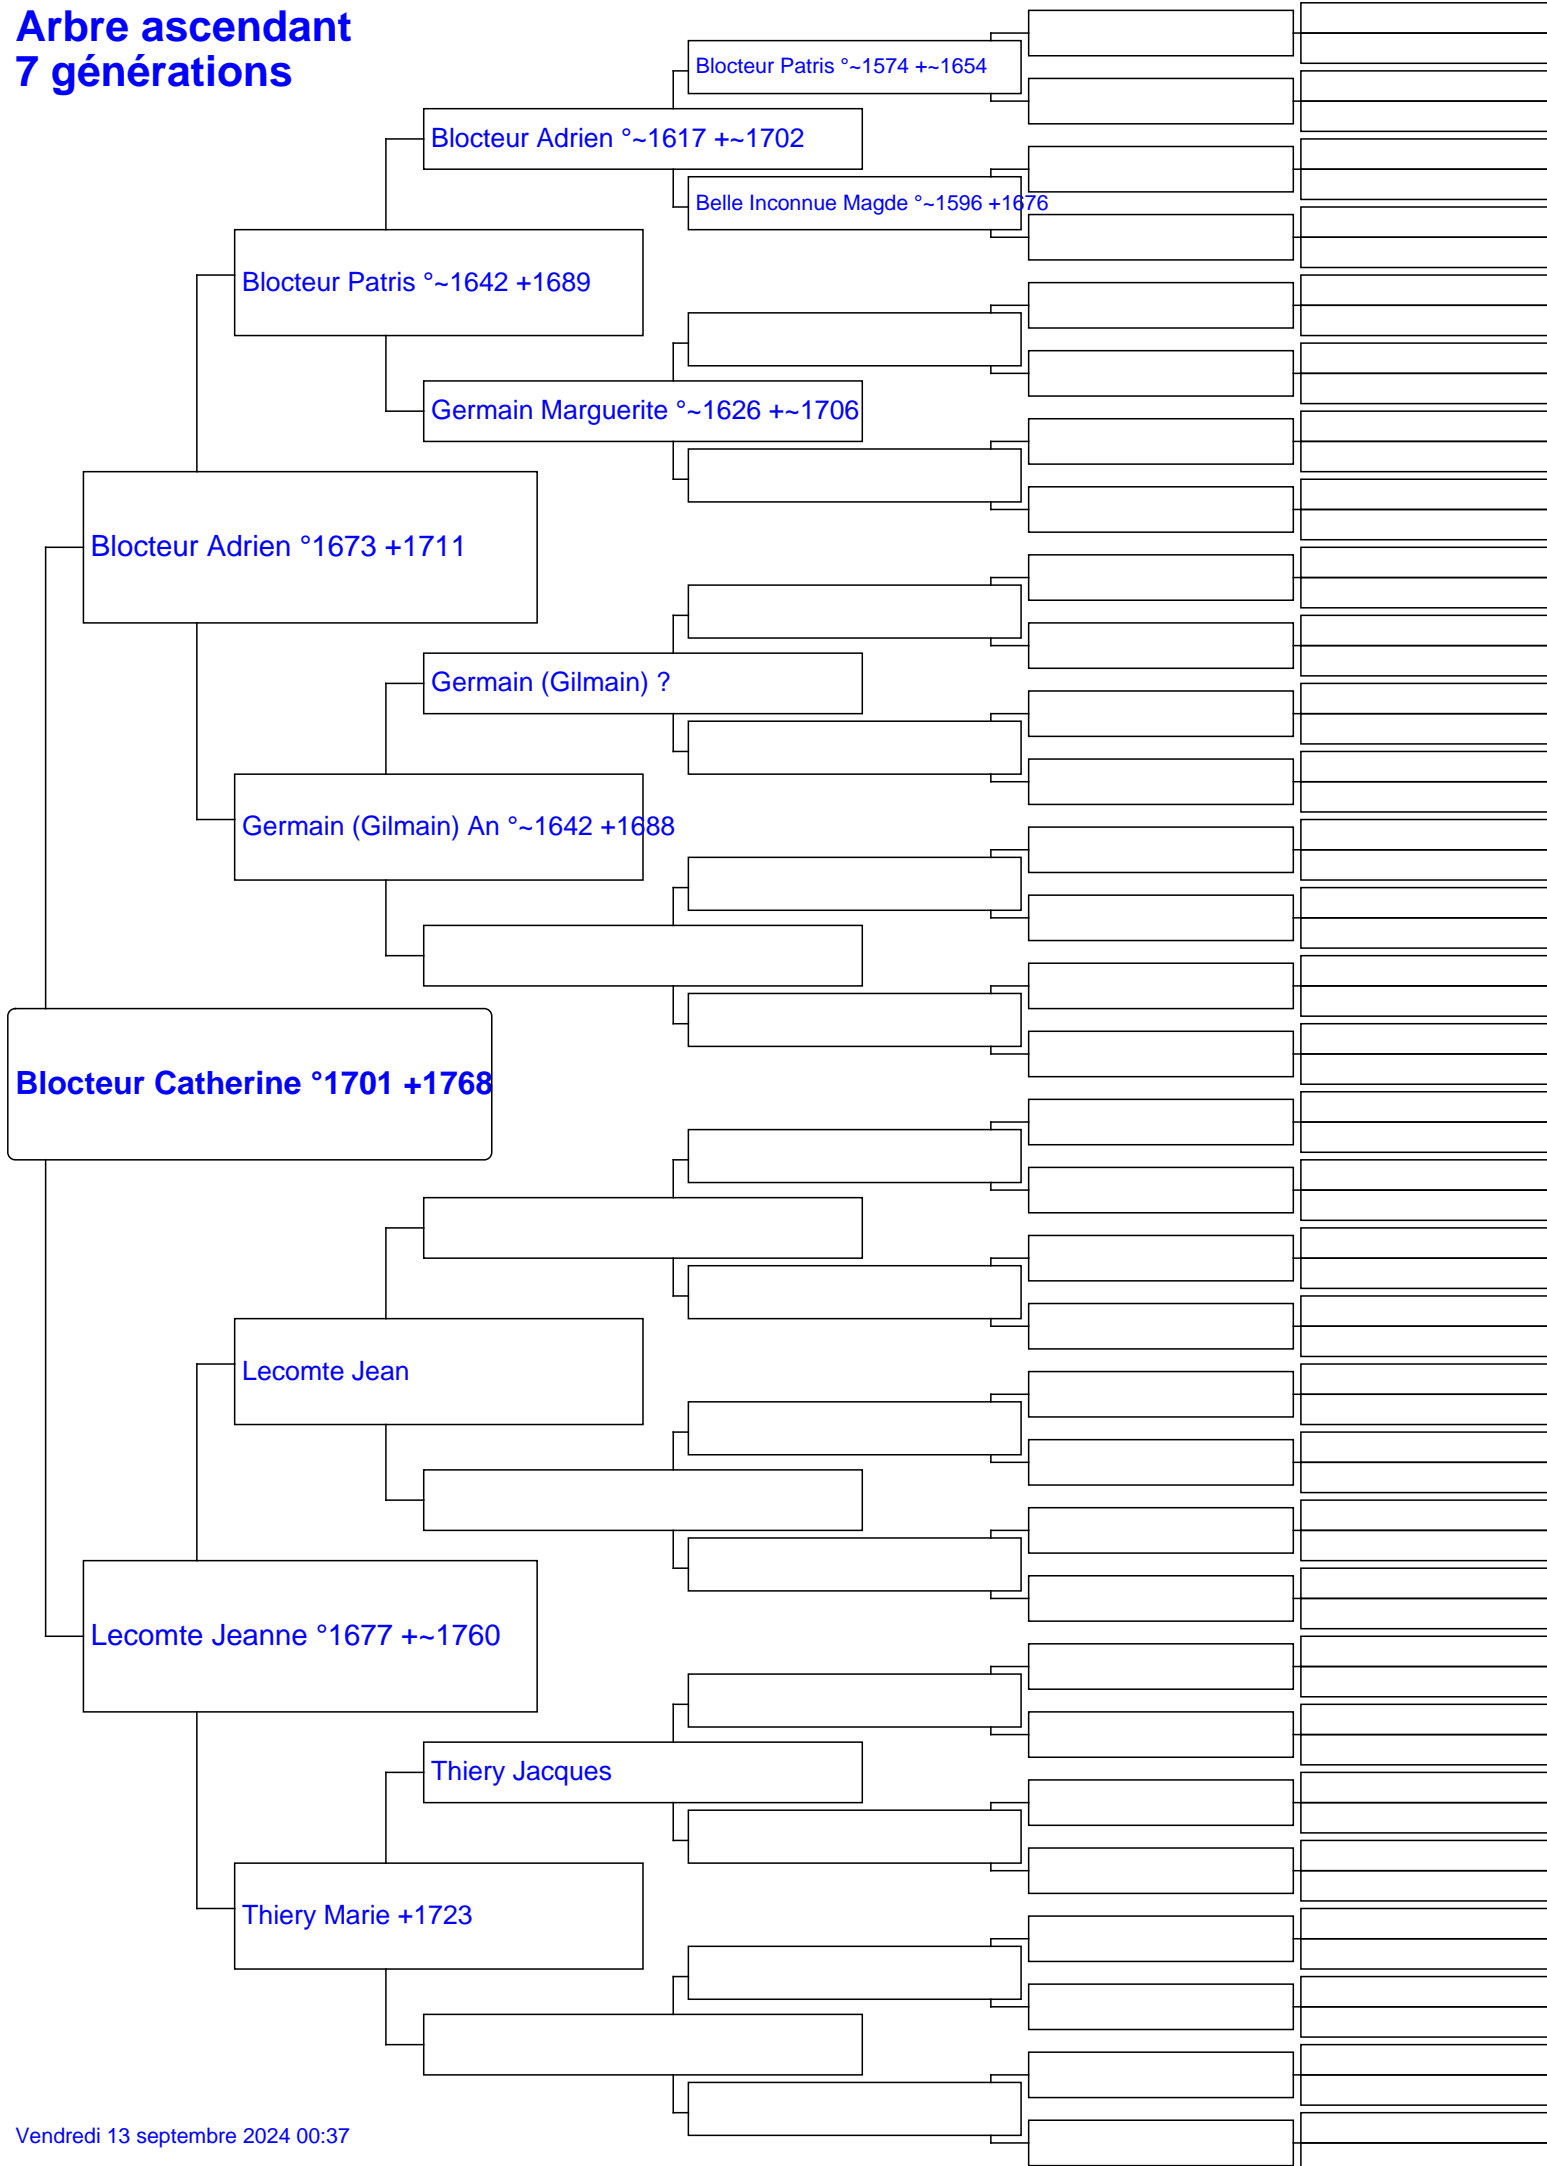 Arbre ascendant
7 générations
Blocteur Patris °~1574 +~1654
Blocteur Adrien °~1617 +~1702
Belle Inconnue Magde °~1596 +1676
Blocteur Patris °~1642 +1689
Germain Marguerite °~1626 +~1706
Blocteur Adrien °1673 +1711
Germain (Gilmain) ?
Germain (Gilmain) An °~1642 +1688
Blocteur Catherine °1701 +1768
Lecomte Jean
Lecomte Jeanne °1677 +~1760
Thiery Jacques
Thiery Marie +1723
Vendredi 13 septembre 2024 00:37